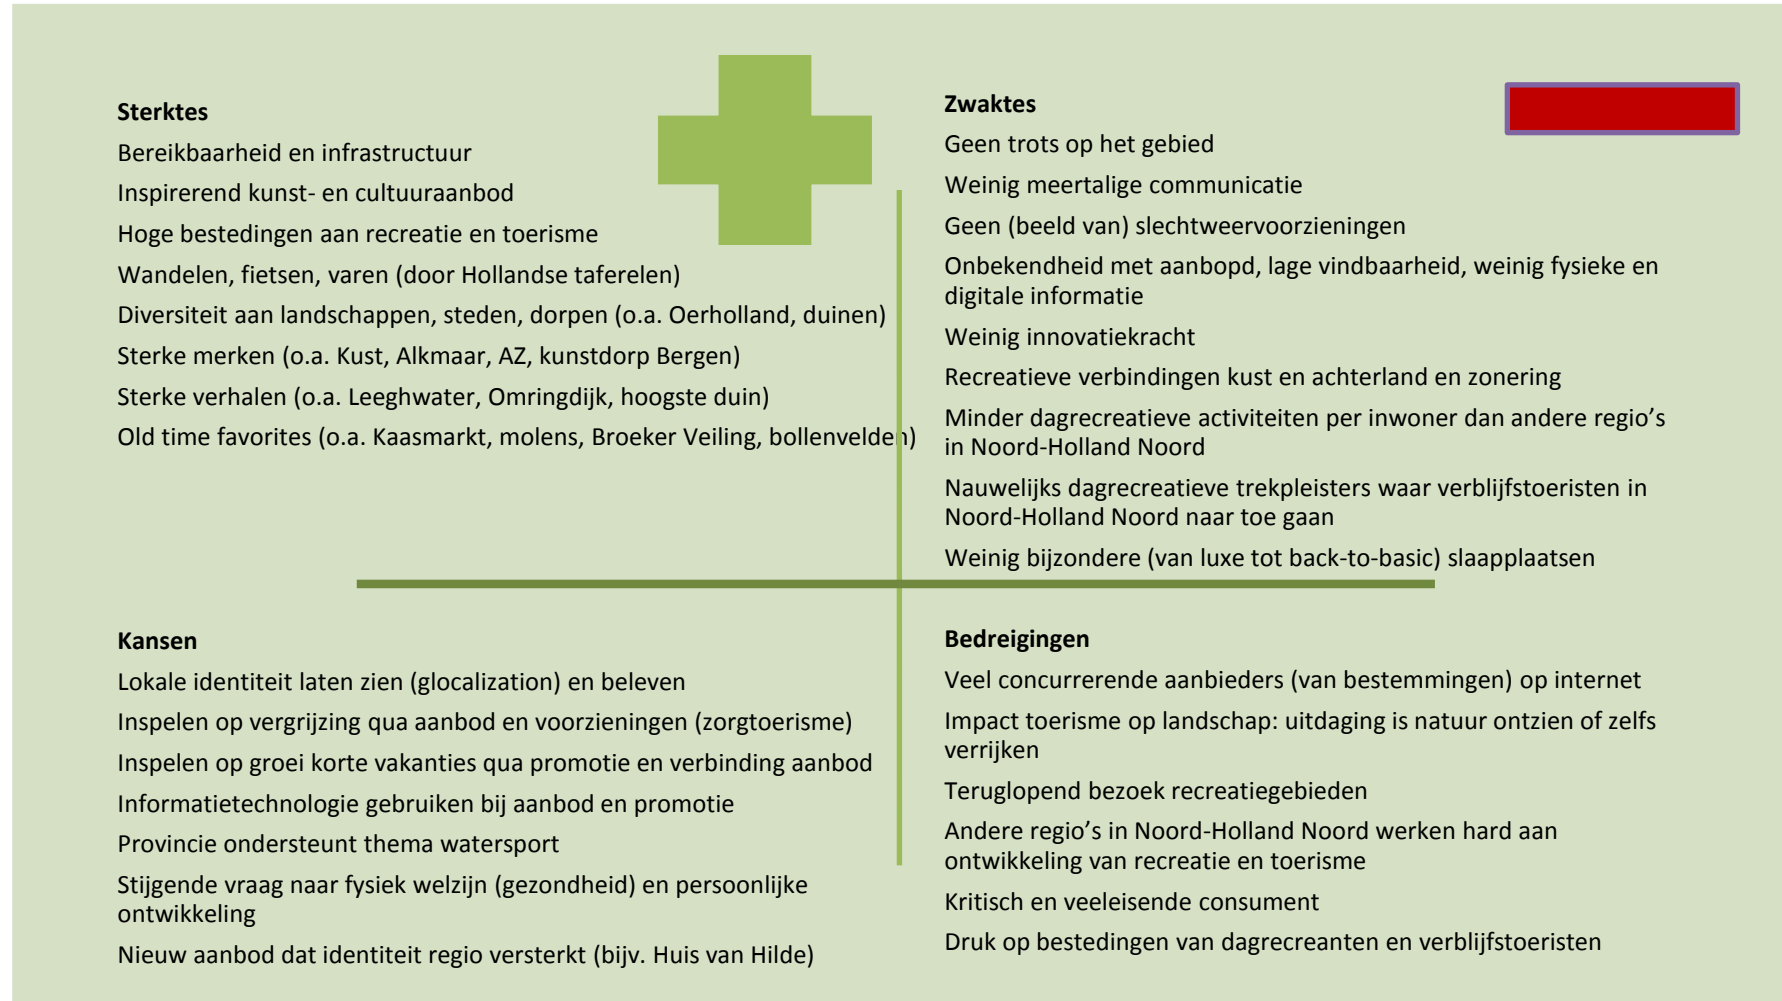 Sterktes
Bereikbaarheid en infrastructuur
Inspirerend kunst- en cultuuraanbod
Hoge bestedingen aan recreatie en toerisme
Wandelen, fietsen, varen (door Hollandse taferelen)
Diversiteit aan landschappen, steden, dorpen (o.a. Oerholland, duinen)
Sterke merken (o.a. Kust, Alkmaar, AZ, kunstdorp Bergen)
Sterke verhalen (o.a. Leeghwater, Omringdijk, hoogste duin)
Old time favorites (o.a. Kaasmarkt, molens, Broeker Veiling, bollenvelden)
Zwaktes
Geen trots op het gebied
Weinig meertalige communicatie
Geen (beeld van) slechtweervoorzieningen
Onbekendheid met aanbopd, lage vindbaarheid, weinig fysieke en
digitale informatie
Weinig innovatiekracht
Recreatieve verbindingen kust en achterland en zonering
Minder dagrecreatieve activiteiten per inwoner dan andere regio’s
in Noord-Holland Noord
Nauwelijks dagrecreatieve trekpleisters waar verblijfstoeristen in
Noord-Holland Noord naar toe gaan
Weinig bijzondere (van luxe tot back-to-basic) slaapplaatsen
Kansen
Lokale identiteit laten zien (glocalization) en beleven
Inspelen op vergrijzing qua aanbod en voorzieningen (zorgtoerisme)
Inspelen op groei korte vakanties qua promotie en verbinding aanbod
Informatietechnologie gebruiken bij aanbod en promotie
Provincie ondersteunt thema watersport
Stijgende vraag naar fysiek welzijn (gezondheid) en persoonlijke
ontwikkeling
Nieuw aanbod dat identiteit regio versterkt (bijv. Huis van Hilde)
Bedreigingen
Veel concurrerende aanbieders (van bestemmingen) op internet
Impact toerisme op landschap: uitdaging is natuur ontzien of zelfs
verrijken
Teruglopend bezoek recreatiegebieden
Andere regio’s in Noord-Holland Noord werken hard aan
ontwikkeling van recreatie en toerisme
Kritisch en veeleisende consument
Druk op bestedingen van dagrecreanten en verblijfstoeristen